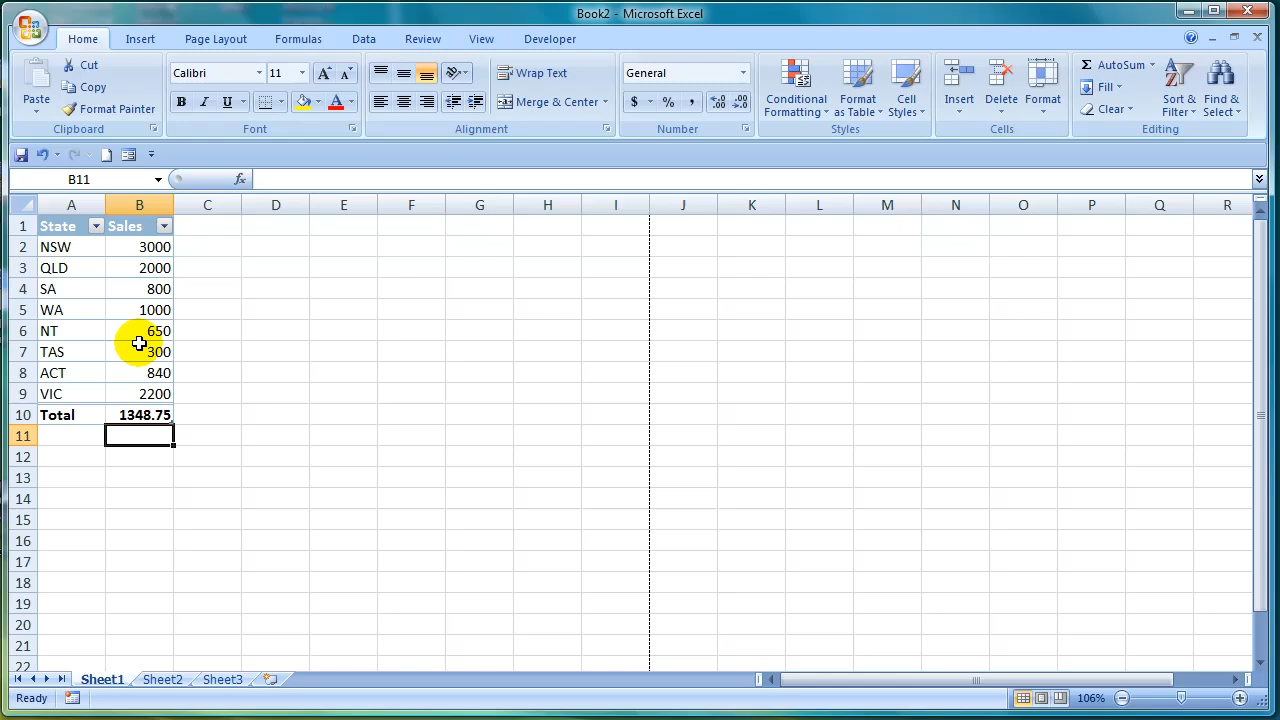 Book2 - Microsoft Excel
Home Insert Page Layout Formulas Data Review View Developer
Paste Cut Copy Format Painter
Clipboard
Calibri 11
B I U A
Font
Wrap Text
Merge & Center
Alignment
General
$ % ,
Number
Conditional Formatting Format as Table Cell Styles
Styles
Insert Delete Format
Cells
Σ AutoSum
Fill
Clear
Sort & Filter Find & Select
Editing
B11 fx
A B C D E F G H I J K L M N O P Q R
1 State Sales
2 NSW 3000
3 QLD 2000
4 SA 800
5 WA 1000
6 NT 650
7 TAS 300
8 ACT 840
9 VIC 2200
10 Total 1348.75
11
12
13
14
15
16
17
18
19
20
21
22
Sheet1 Sheet2 Sheet3
Ready 106%